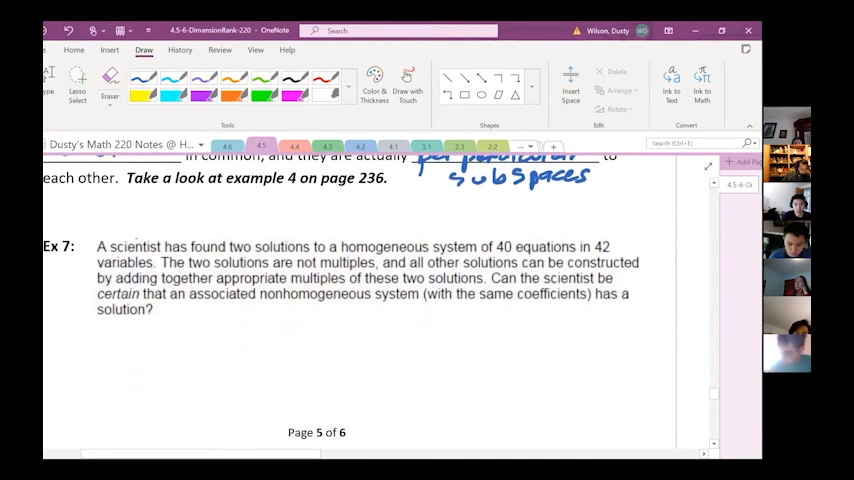 4.5-6-DimensionRank-220 - OneNote
Search
Wilson, Dusty
WD
Home Insert Draw History Review View Help
Lasso Select
Eraser
Color & Thickness
Draw with Touch
Insert Space
Delete
Arrange
Rotate
Ink to Text
Ink to Math
Tools
Shapes
Edit
Convert
Dusty's Math 220 Notes @ H...
4.6 4.5 4.4 4.3 4.2 4.1 3.1 2.3 2.2
Search (Ctrl+E)
Add Pag
4.5-6-Di
in common, and they are actually perpendicular to
each other. Take a look at example 4 on page 236.
subspaces
Ex 7: A scientist has found two solutions to a homogeneous system of 40 equations in 42
variables. The two solutions are not multiples, and all other solutions can be constructed
by adding together appropriate multiples of these two solutions. Can the scientist be
certain that an associated nonhomogeneous system (with the same coefficients) has a
solution?
Page 5 of 6